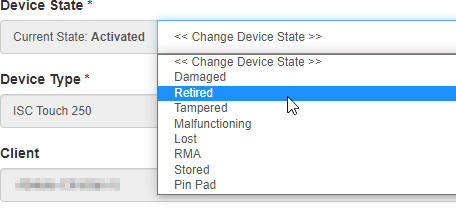 Device State *
Current State: Activated
<< Change Device State >>
<< Change Device State >>
Damaged
Retired
Tampered
Malfunctioning
Lost
RMA
Stored
Pin Pad
Device Type *
ISC Touch 250
Client